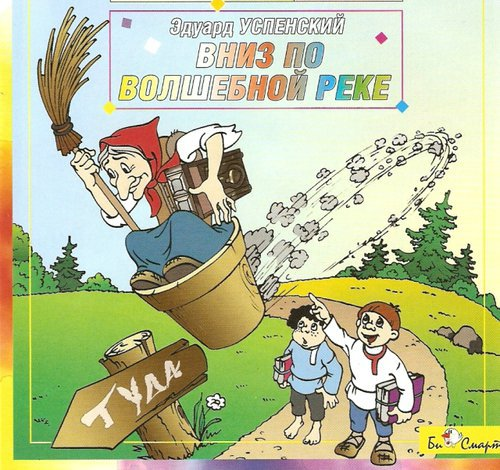 Эдуард УСПЕНСКИЙ
ВНИЗ ПО
ВОЛШЕБНОЙ РЕКЕ
ТУДА
Би Смарт